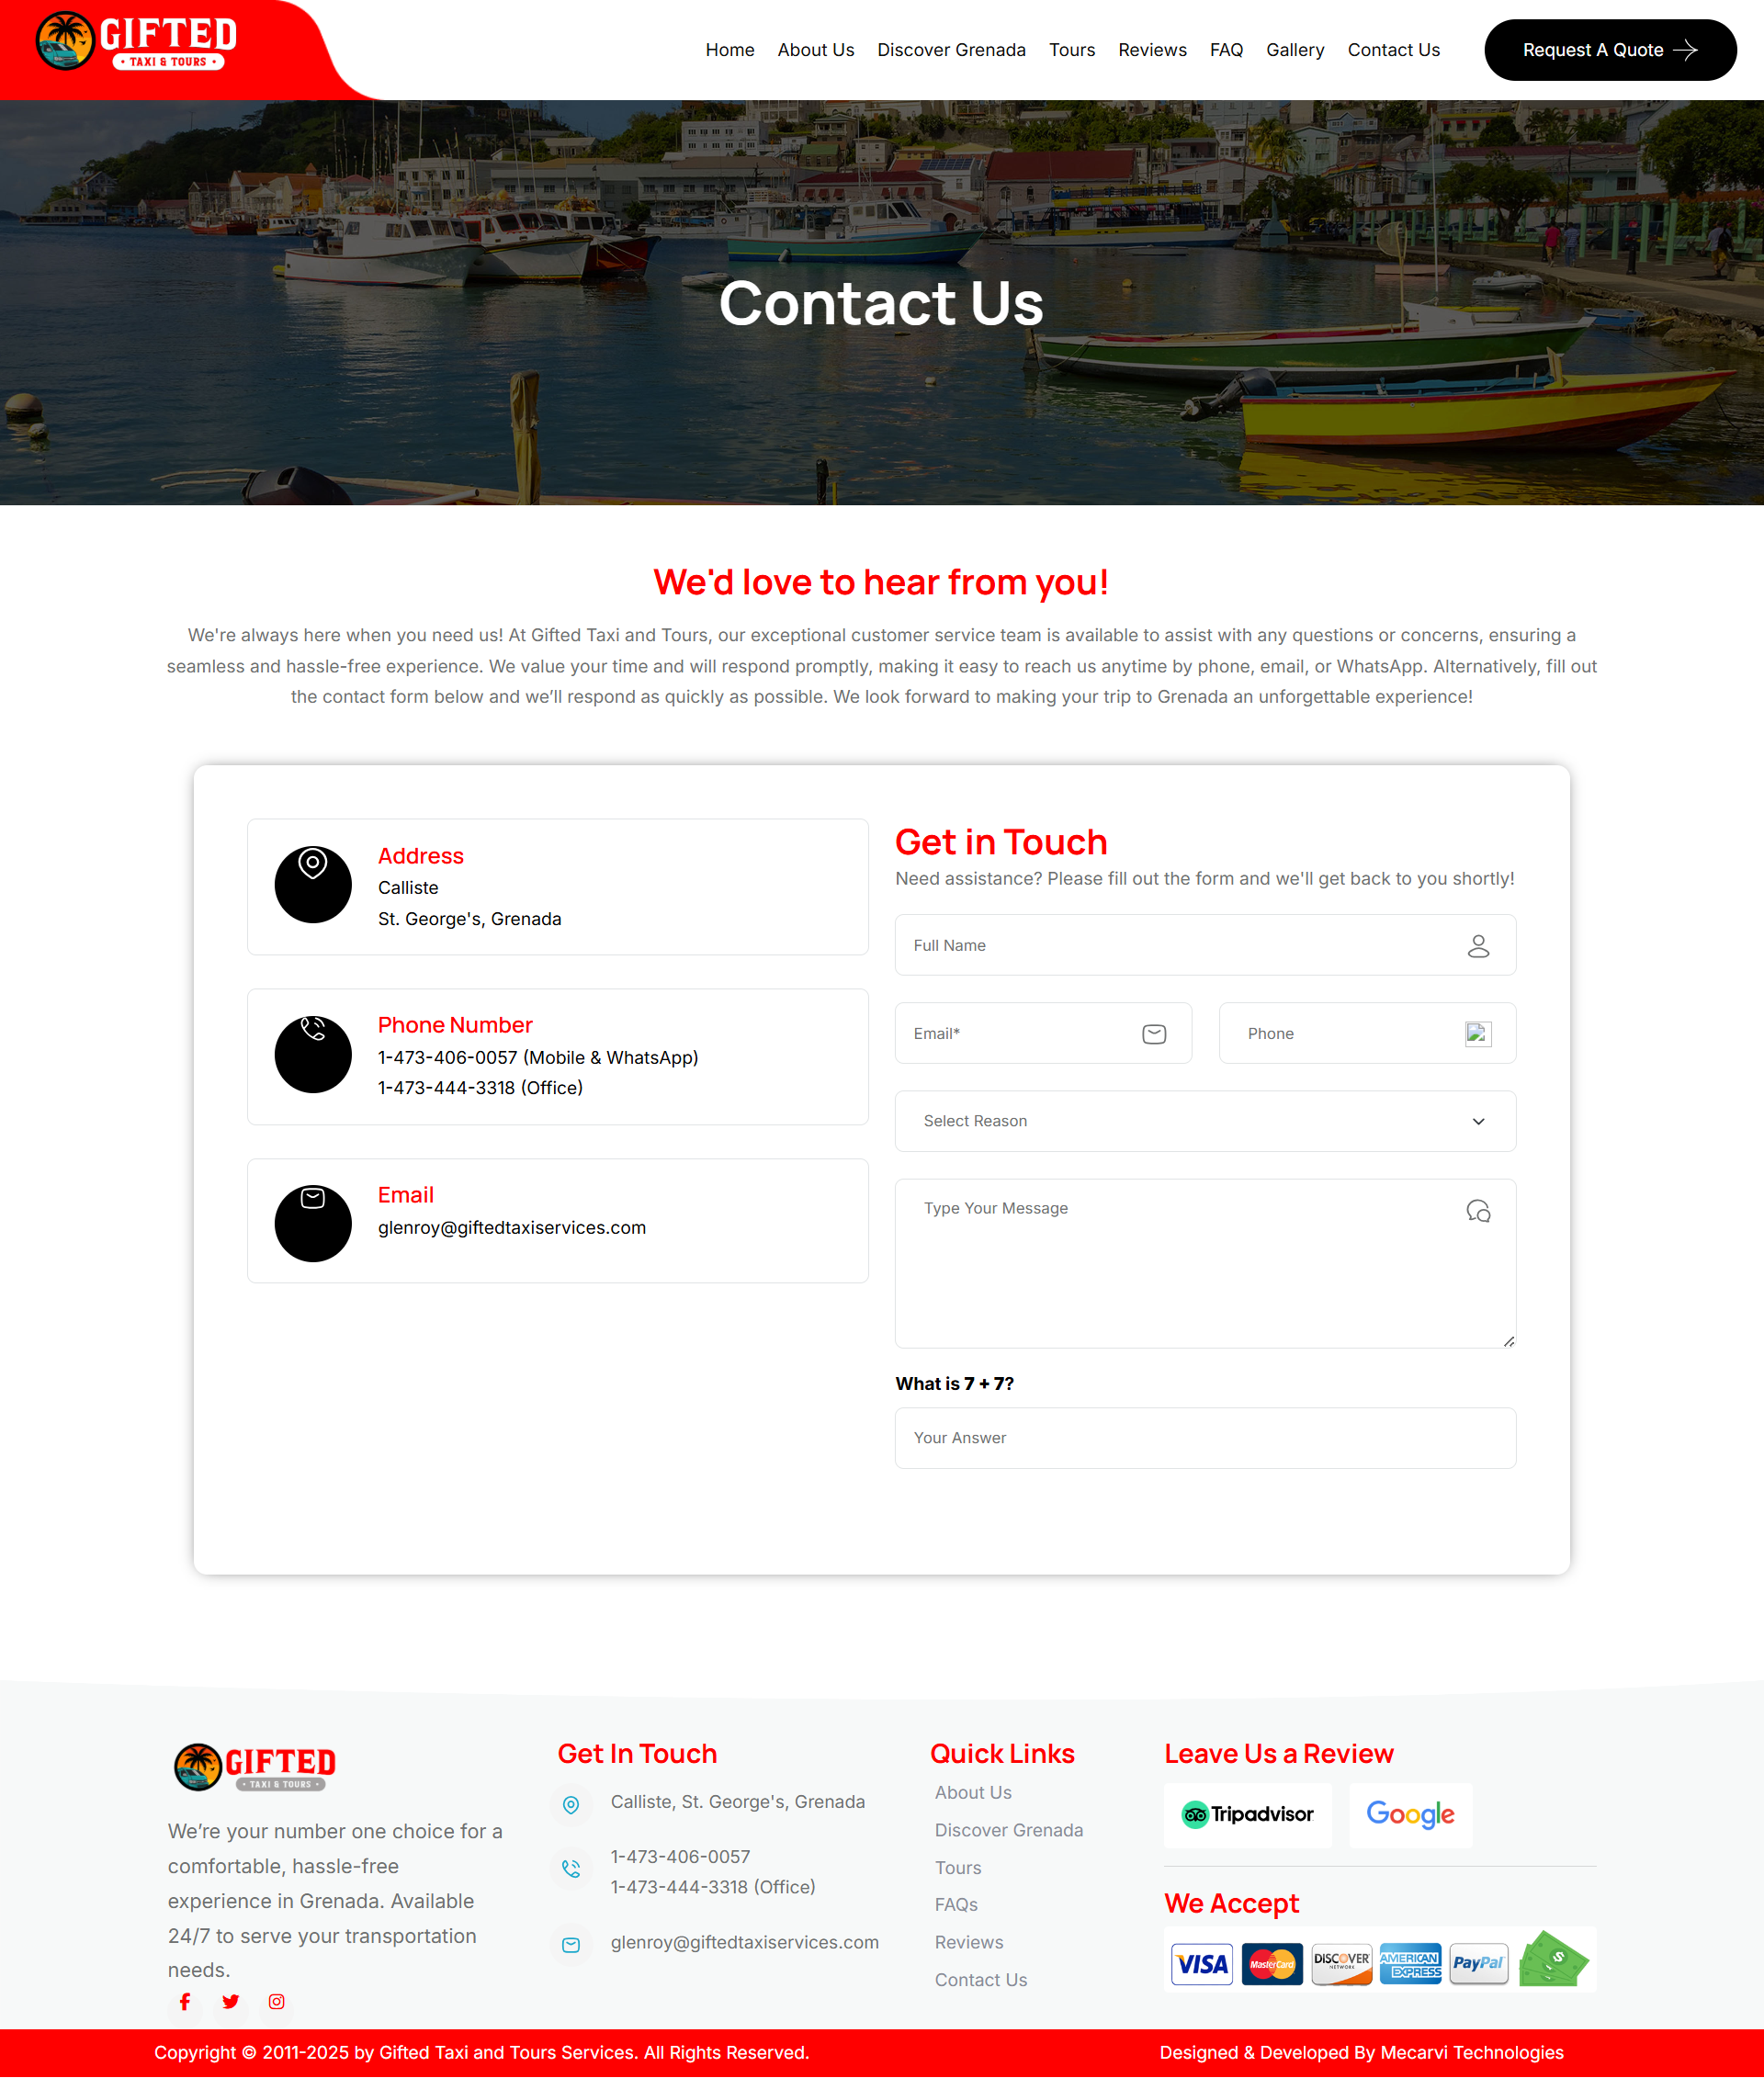 GIFTED
• TAXI & TOURS •
Home About Us Discover Grenada Tours Reviews FAQ Gallery Contact Us Request A Quote
Contact Us
We'd love to hear from you!
We're always here when you need us! At Gifted Taxi and Tours, our exceptional customer service team is available to assist with any questions or concerns, ensuring a
seamless and hassle-free experience. We value your time and will respond promptly, making it easy to reach us anytime by phone, email, or WhatsApp. Alternatively, fill out
the contact form below and we’ll respond as quickly as possible. We look forward to making your trip to Grenada an unforgettable experience!
Address
Calliste
St. George's, Grenada
Phone Number
1-473-406-0057 (Mobile & WhatsApp)
1-473-444-3318 (Office)
Email
glenroy@giftedtaxiservices.com
Get in Touch
Need assistance? Please fill out the form and we'll get back to you shortly!
Full Name
Email* Phone
Select Reason
Type Your Message
What is 7 + 7?
Your Answer
GIFTED
• TAXI & TOURS •
We’re your number one choice for a
comfortable, hassle-free
experience in Grenada. Available
24/7 to serve your transportation
needs.
Get In Touch
Calliste, St. George's, Grenada
1-473-406-0057
1-473-444-3318 (Office)
glenroy@giftedtaxiservices.com
Quick Links
About Us
Discover Grenada
Tours
FAQs
Reviews
Contact Us
Leave Us a Review
Tripadvisor Google
We Accept
VISA MasterCard DISCOVER NETWORK AMERICAN EXPRESS PayPal $
Copyright © 2011-2025 by Gifted Taxi and Tours Services. All Rights Reserved. Designed & Developed By Mecarvi Technologies